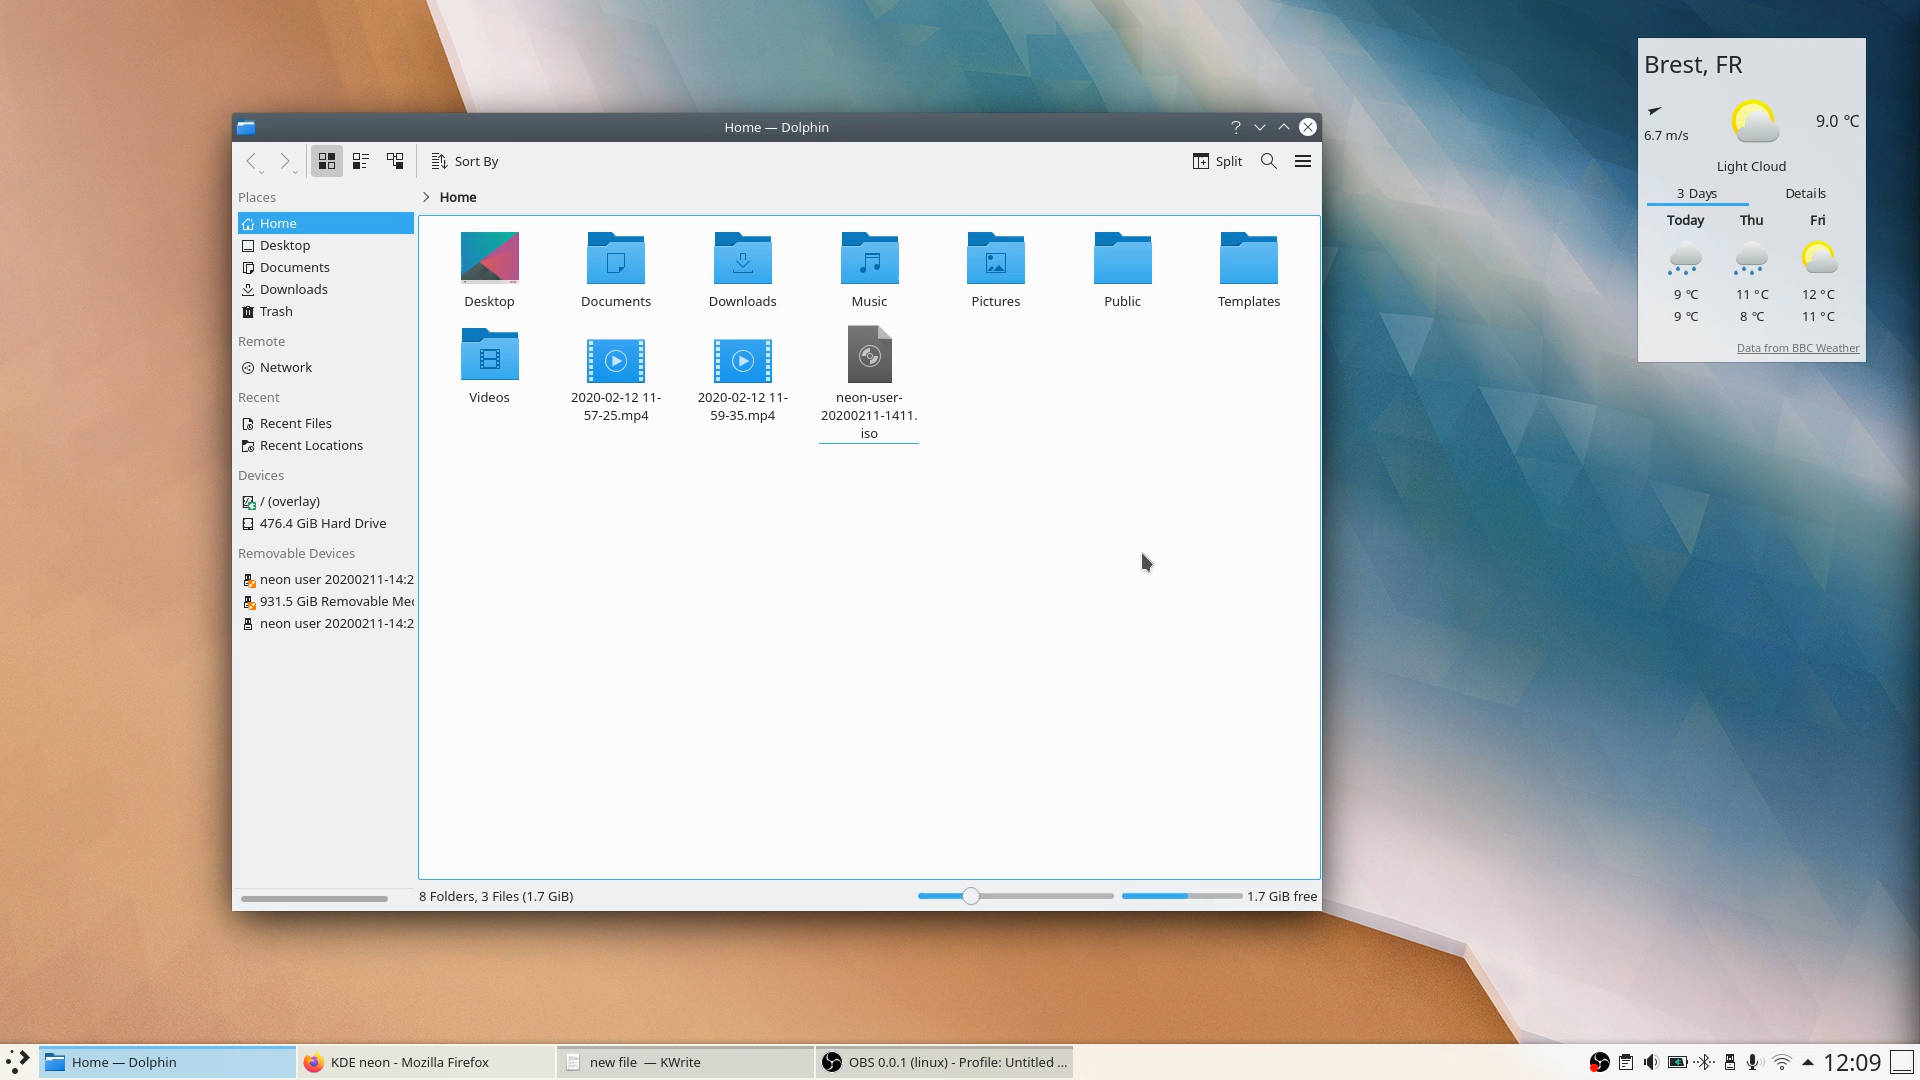 Home — Dolphin
Sort By
Split
Places
Home
Desktop
Documents
Downloads
Trash
Remote
Network
Recent
Recent Files
Recent Locations
Devices
/ (overlay)
476.4 GiB Hard Drive
Removable Devices
neon user 20200211-14:2
931.5 GiB Removable Med
neon user 20200211-14:2
Home
Desktop
Documents
Downloads
Music
Pictures
Public
Templates
Videos
2020-02-12 11-
57-25.mp4
2020-02-12 11-
59-35.mp4
neon-user-
20200211-1411.
iso
8 Folders, 3 Files (1.7 GiB)
1.7 GiB free
Brest, FR
6.7 m/s
9.0 °C
Light Cloud
3 Days
Details
Today Thu Fri
9 °C 11 °C 12 °C
9 °C 8 °C 11 °C
Data from BBC Weather
Home — Dolphin
KDE neon - Mozilla Firefox
new file — KWrite
OBS 0.0.1 (linux) - Profile: Untitled ...
12:09